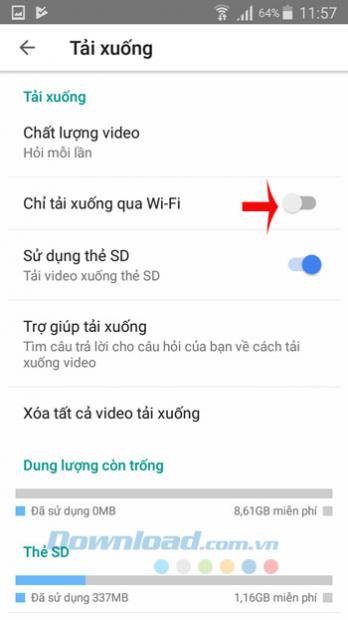 64% 11:57
Tải xuống
Tải xuống
Chất lượng video
Hỏi mỗi lần
Chỉ tải xuống qua Wi-Fi
Sử dụng thẻ SD
Tải video xuống thẻ SD
Trợ giúp tải xuống
Tìm câu trả lời cho câu hỏi của bạn về cách tải
xuống video
Xóa tất cả video tải xuống
Dung lượng còn trống
Đã sử dụng 0MB 8,61GB miễn phí
Download.com.vn
Thẻ SD
Đã sử dụng 337MB 1,16GB miễn phí